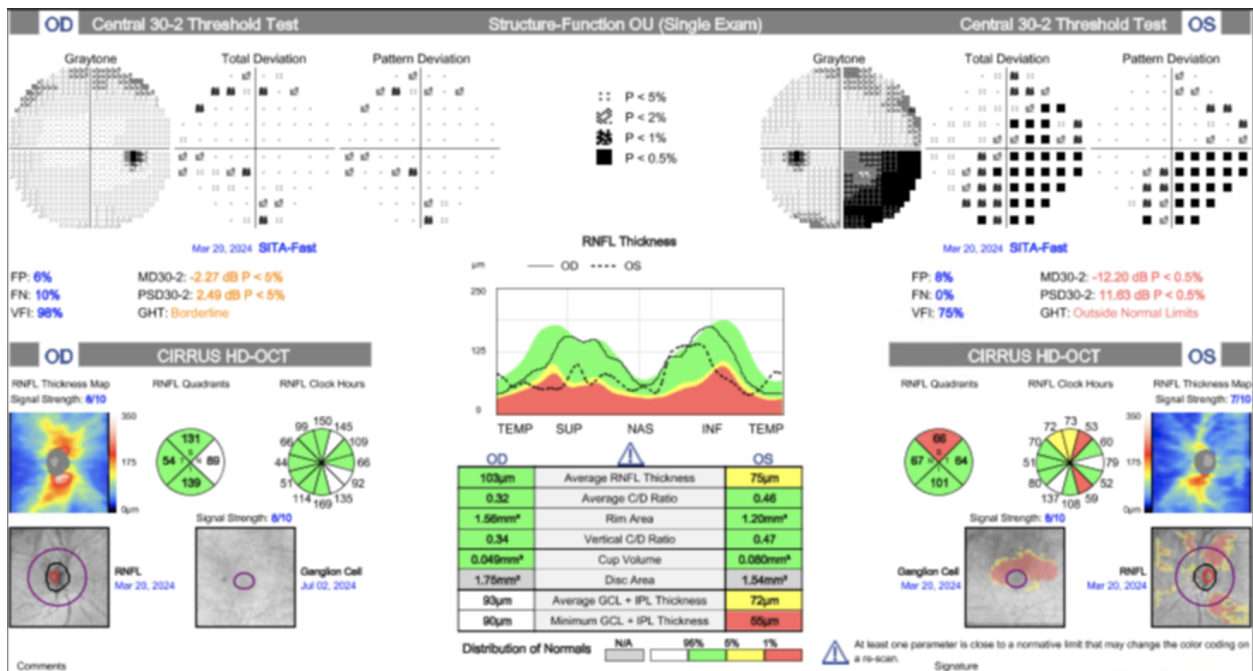 OD Central 30-2 Threshold Test Structure-Function OU (Single Exam) Central 30-2 Threshold Test OS
Graytone Total Deviation Pattern Deviation
Graytone Total Deviation Pattern Deviation
P < 5%
P < 2%
P < 1%
P < 0.5%
Mar 20, 2024 SITA-Fast
FP: 6% MD30-2: -2.27 dB P < 5%
FN: 10% PSD30-2: 2.49 dB P < 5%
VFI: 98% GHT: Borderline
Mar 20, 2024 SITA-Fast
FP: 8% MD30-2: -12.20 dB P < 0.5%
FN: 0% PSD30-2: 11.63 dB P < 0.5%
VFI: 75% GHT: Outside Normal Limits
RNFL Thickness
μm OD OS
250
125
0
TEMP SUP NAS INF TEMP
OD CIRRUS HD-OCT
RNFL Thickness Map RNFL Quadrants RNFL Clock Hours
Signal Strength: 8/10
350
175
0μm
131
54 T S N I 89
139
150
99 145
66 109
44 66
51 92
114 135
169
Signal Strength: 8/10
RNFL
Mar 20, 2024
Ganglion Cell
Jul 02, 2024
OD OS
103μm Average RNFL Thickness 75μm
0.32 Average C/D Ratio 0.46
1.56mm² Rim Area 1.20mm²
0.34 Vertical C/D Ratio 0.47
0.049mm³ Cup Volume 0.080mm³
1.75mm² Disc Area 1.54mm²
93μm Average GCL + IPL Thickness 72μm
90μm Minimum GCL + IPL Thickness 55μm
Distribution of Normals N/A 95% 5% 1%
CIRRUS HD-OCT OS
RNFL Quadrants RNFL Clock Hours RNFL Thickness Map
Signal Strength: 7/10
66
67 N S T I 64
101
73
72 53
70 60
51 79
80 52
137 59
108
350
175
0μm
Signal Strength: 8/10
Ganglion Cell
Mar 20, 2024
RNFL
Mar 20, 2024
At least one parameter is close to a normative limit that may change the color coding on
a re-scan.
Comments Signature